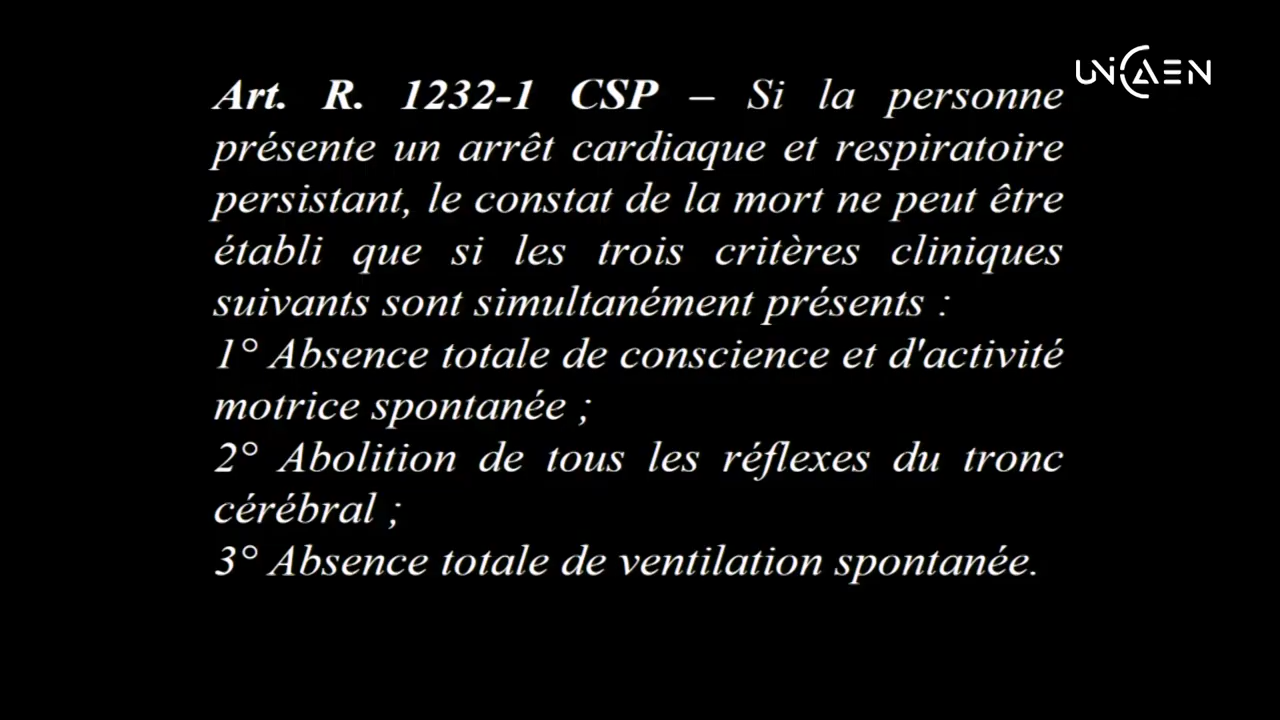 UNICAEN
Art. R. 1232-1 CSP – Si la personne
présente un arrêt cardiaque et respiratoire
persistant, le constat de la mort ne peut être
établi que si les trois critères cliniques
suivants sont simultanément présents :
1° Absence totale de conscience et d'activité
motrice spontanée ;
2° Abolition de tous les réflexes du tronc
cérébral ;
3° Absence totale de ventilation spontanée.